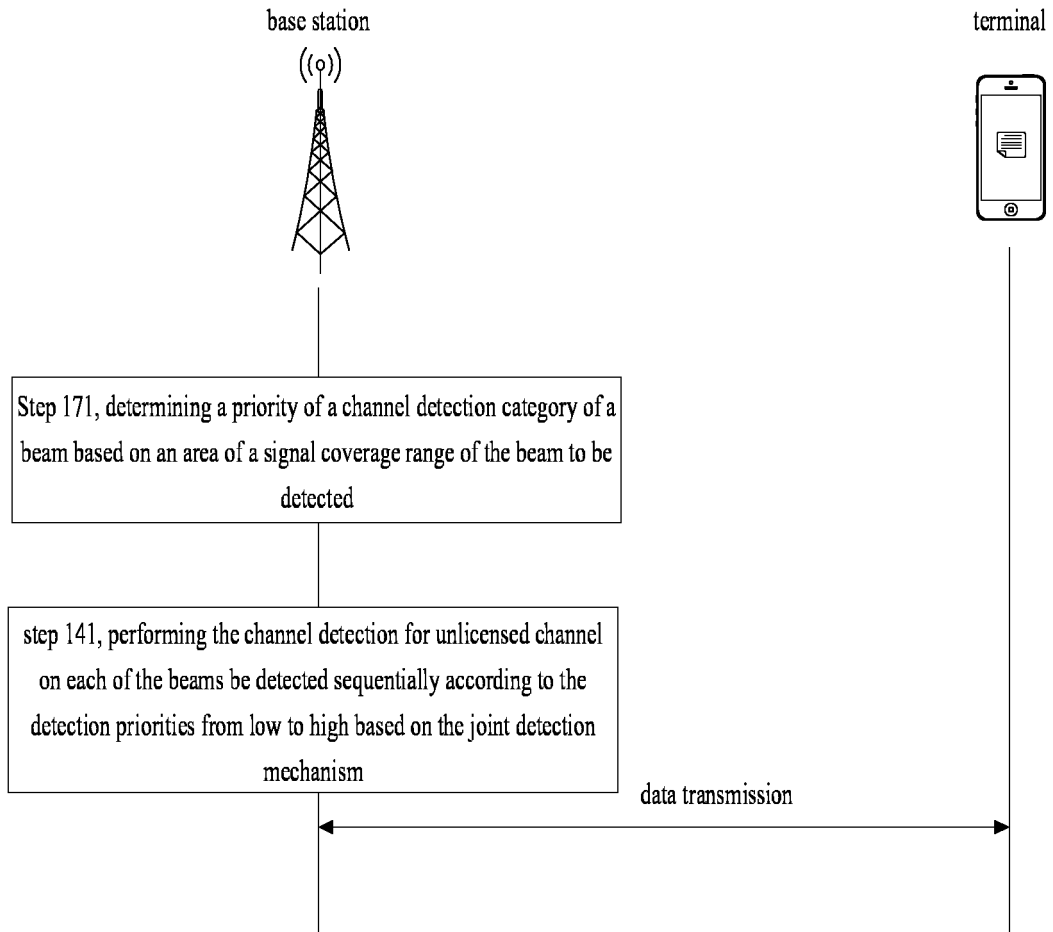 base station
terminal
Step 171, determining a priority of a channel detection category of a
beam based on an area of a signal coverage range of the beam to be
detected
step 141, performing the channel detection for unlicensed channel
on each of the beams be detected sequentially according to the
detection priorities from low to high based on the joint detection
mechanism
data transmission